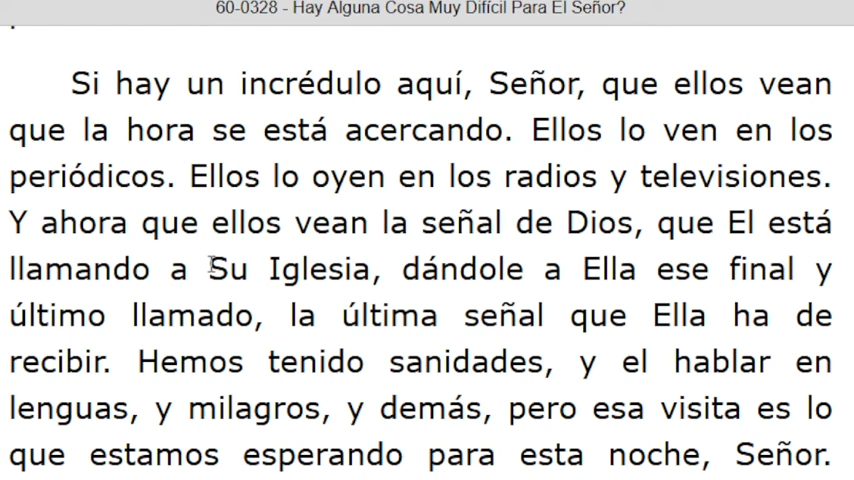 60-0328 - Hay Alguna Cosa Muy Difícil Para El Señor?
Si hay un incrédulo aquí, Señor, que ellos vean
que la hora se está acercando. Ellos lo ven en los
periódicos. Ellos lo oyen en los radios y televisiones.
Y ahora que ellos vean la señal de Dios, que El está
llamando a Su Iglesia, dándole a Ella ese final y
último llamado, la última señal que Ella ha de
recibir. Hemos tenido sanidades, y el hablar en
lenguas, y milagros, y demás, pero esa visita es lo
que estamos esperando para esta noche, Señor.